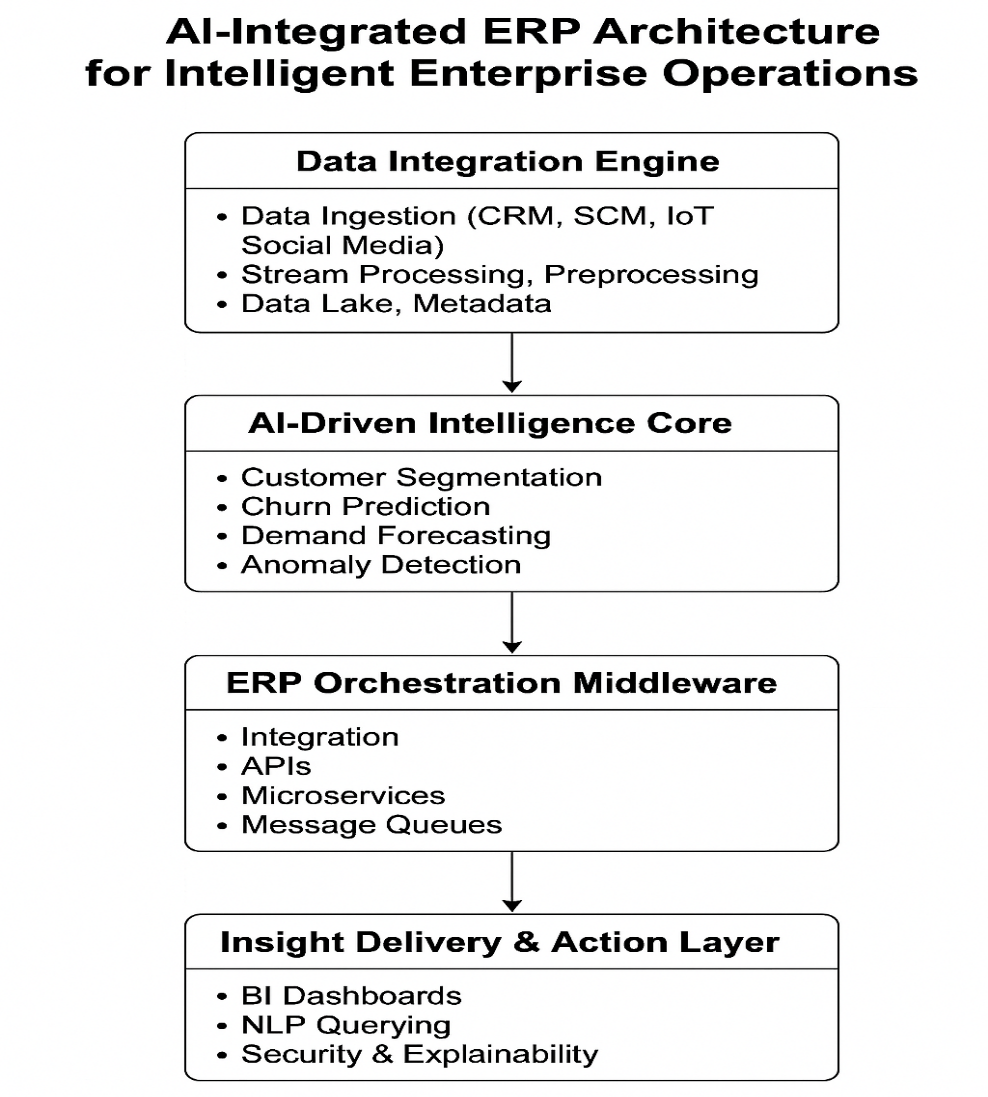 AI-Integrated ERP Architecture
for Intelligent Enterprise Operations
Data Integration Engine
• Data Ingestion (CRM, SCM, IoT
Social Media)
• Stream Processing, Preprocessing
• Data Lake, Metadata
AI-Driven Intelligence Core
• Customer Segmentation
• Churn Prediction
• Demand Forecasting
• Anomaly Detection
ERP Orchestration Middleware
• Integration
• APIs
• Microservices
• Message Queues
Insight Delivery & Action Layer
• BI Dashboards
• NLP Querying
• Security & Explainability